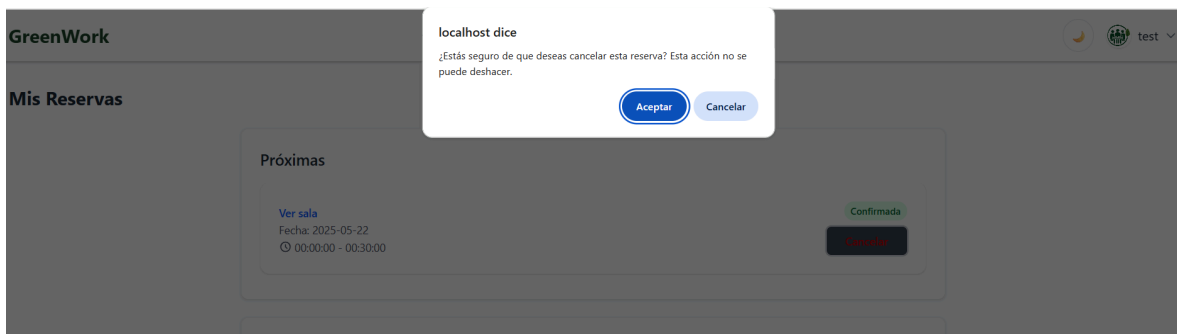 GreenWork
localhost dice
¿Estás seguro de que deseas cancelar esta reserva? Esta acción no se
puede deshacer.
Aceptar
Cancelar
test
Mis Reservas
Próximas
Ver sala
Confirmada
Fecha: 2025-05-22
00:00:00 - 00:30:00
Cancelar